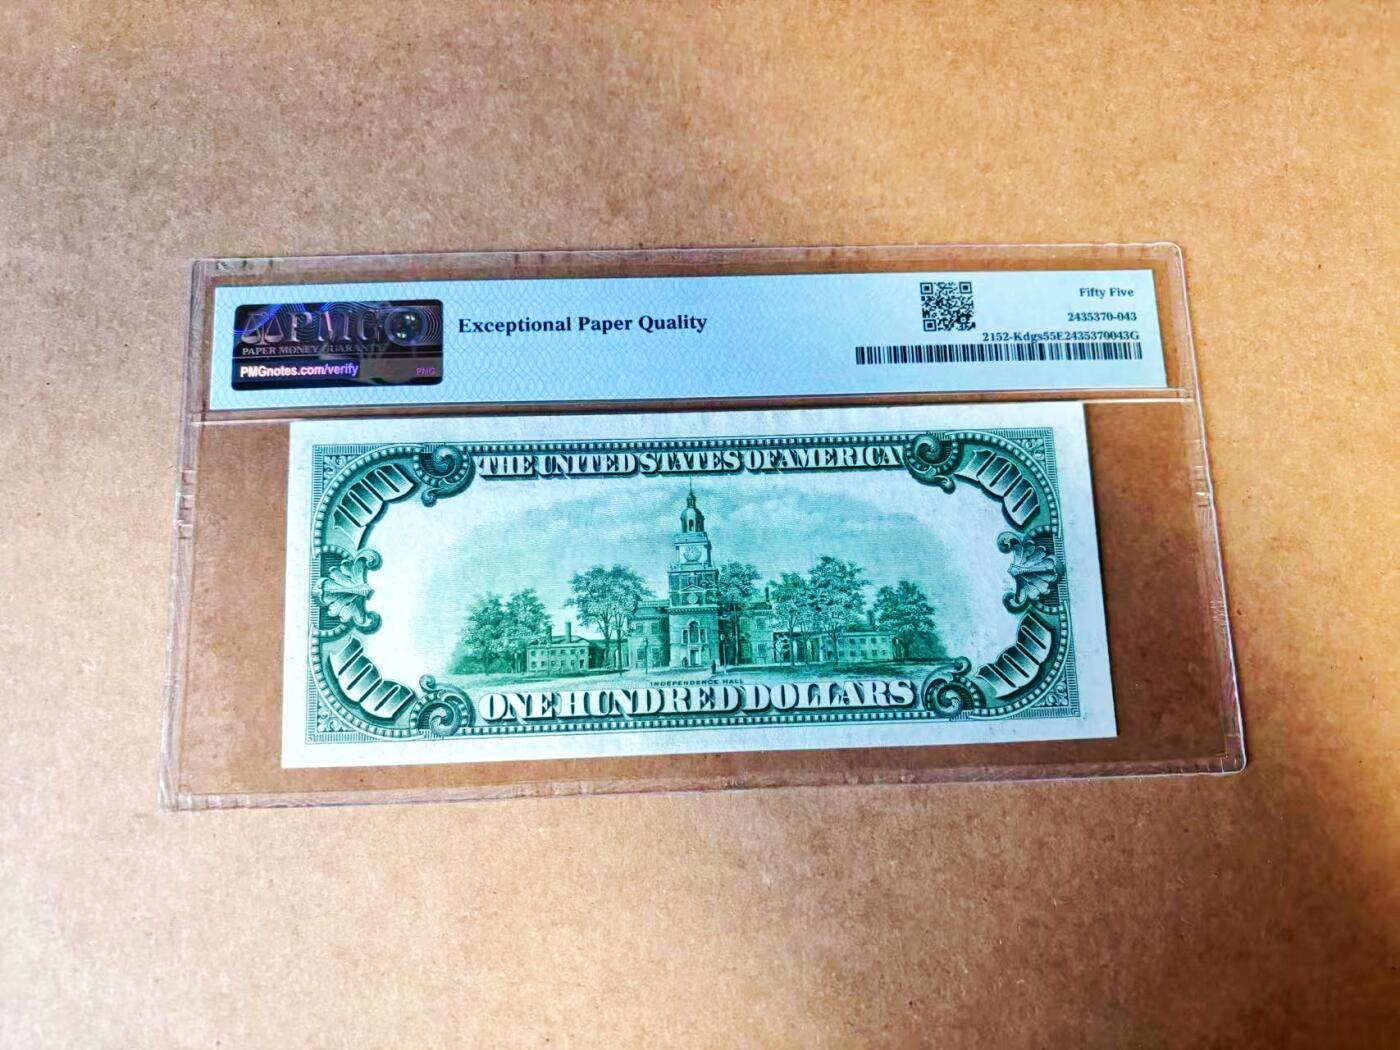 PMG
PAPER MONEY GUARANTY
PMGnotes.com/verify
PNG
Exceptional Paper Quality
Fifty Five
2435370-043
2152-Kdgs55E2435370043G
THE UNITED STATES OF AMERICA
100
100
INDEPENDENCE HALL
100
100
ONE HUNDRED DOLLARS